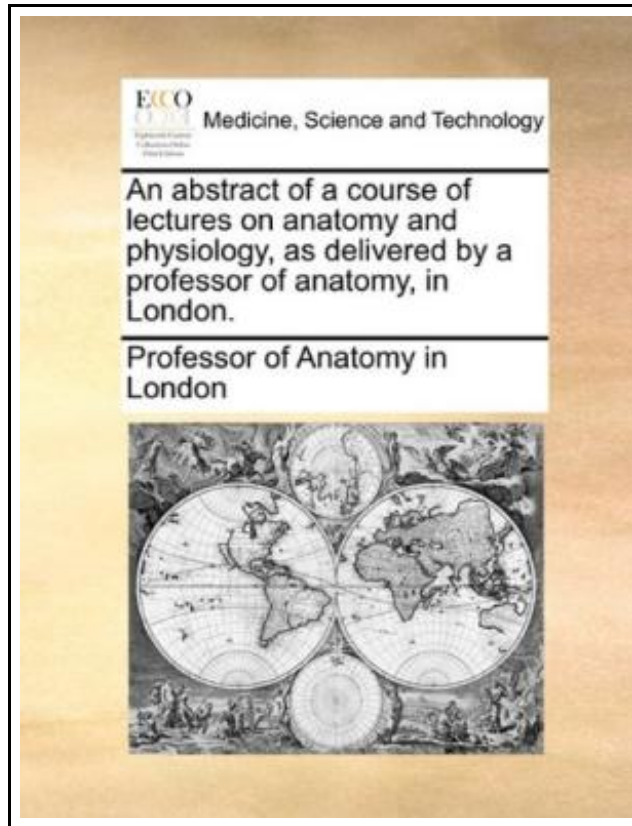 ECCO
Medicine, Science and Technology
An abstract of a course of
lectures on anatomy and
physiology, as delivered by a
professor of anatomy, in
London.
Professor of Anatomy in
London